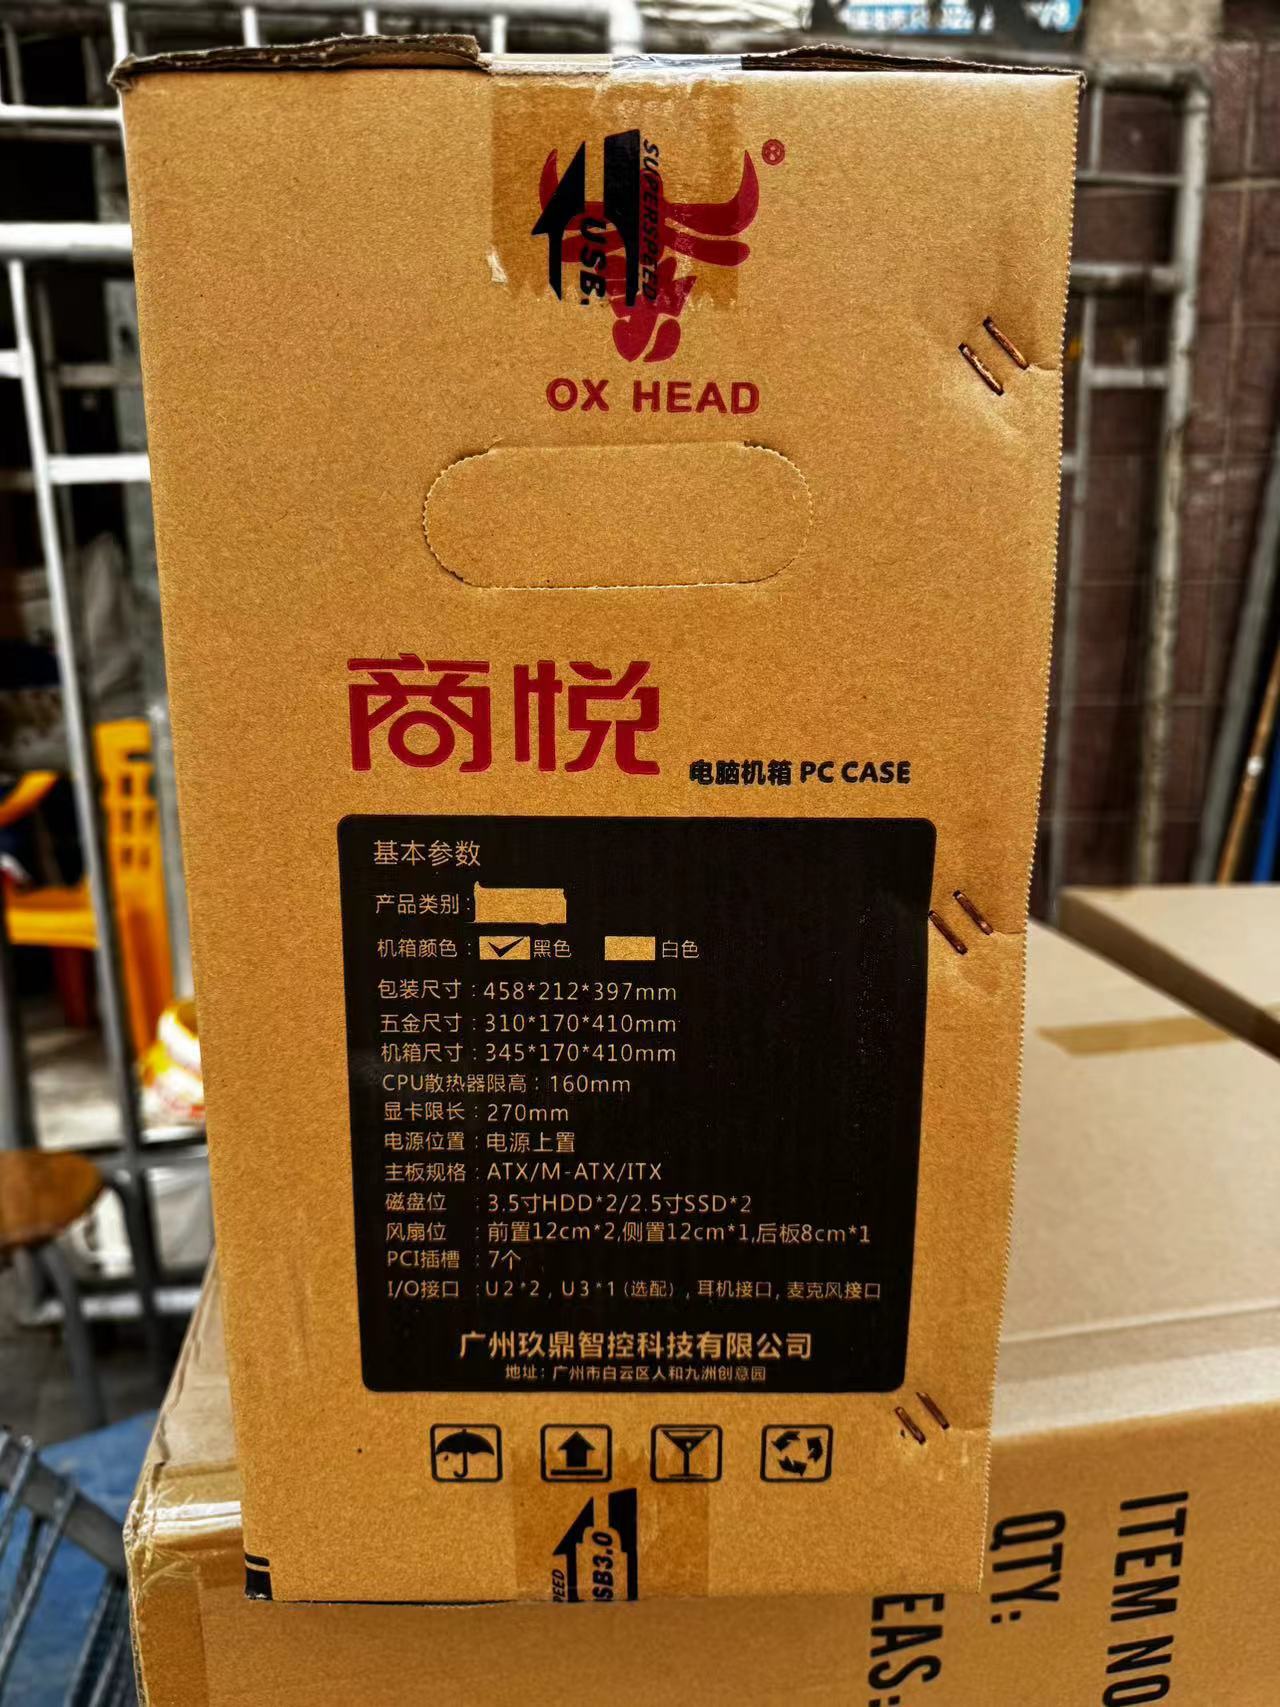 SUPERSPEED
USB.
OX HEAD
商悦
电脑机箱 PC CASE
基本参数
产品类别：
机箱颜色： 黑色 白色
包装尺寸：458*212*397mm
五金尺寸：310*170*410mm
机箱尺寸：345*170*410mm
CPU散热器限高：160mm
显卡限长：270mm
电源位置：电源上置
主板规格：ATX/M-ATX/ITX
磁盘位：3.5寸HDD*2/2.5寸SSD*2
风扇位：前置12cm*2,侧置12cm*1,后板8cm*1
PCI插槽：7个
I/O接口：U2*2，U3*1(选配)，耳机接口，麦克风接口
广州玖鼎智控科技有限公司
地址：广州市白云区人和九洲创意园
PEED
SB3.0
ITEM NO
QTY:
EAS.: